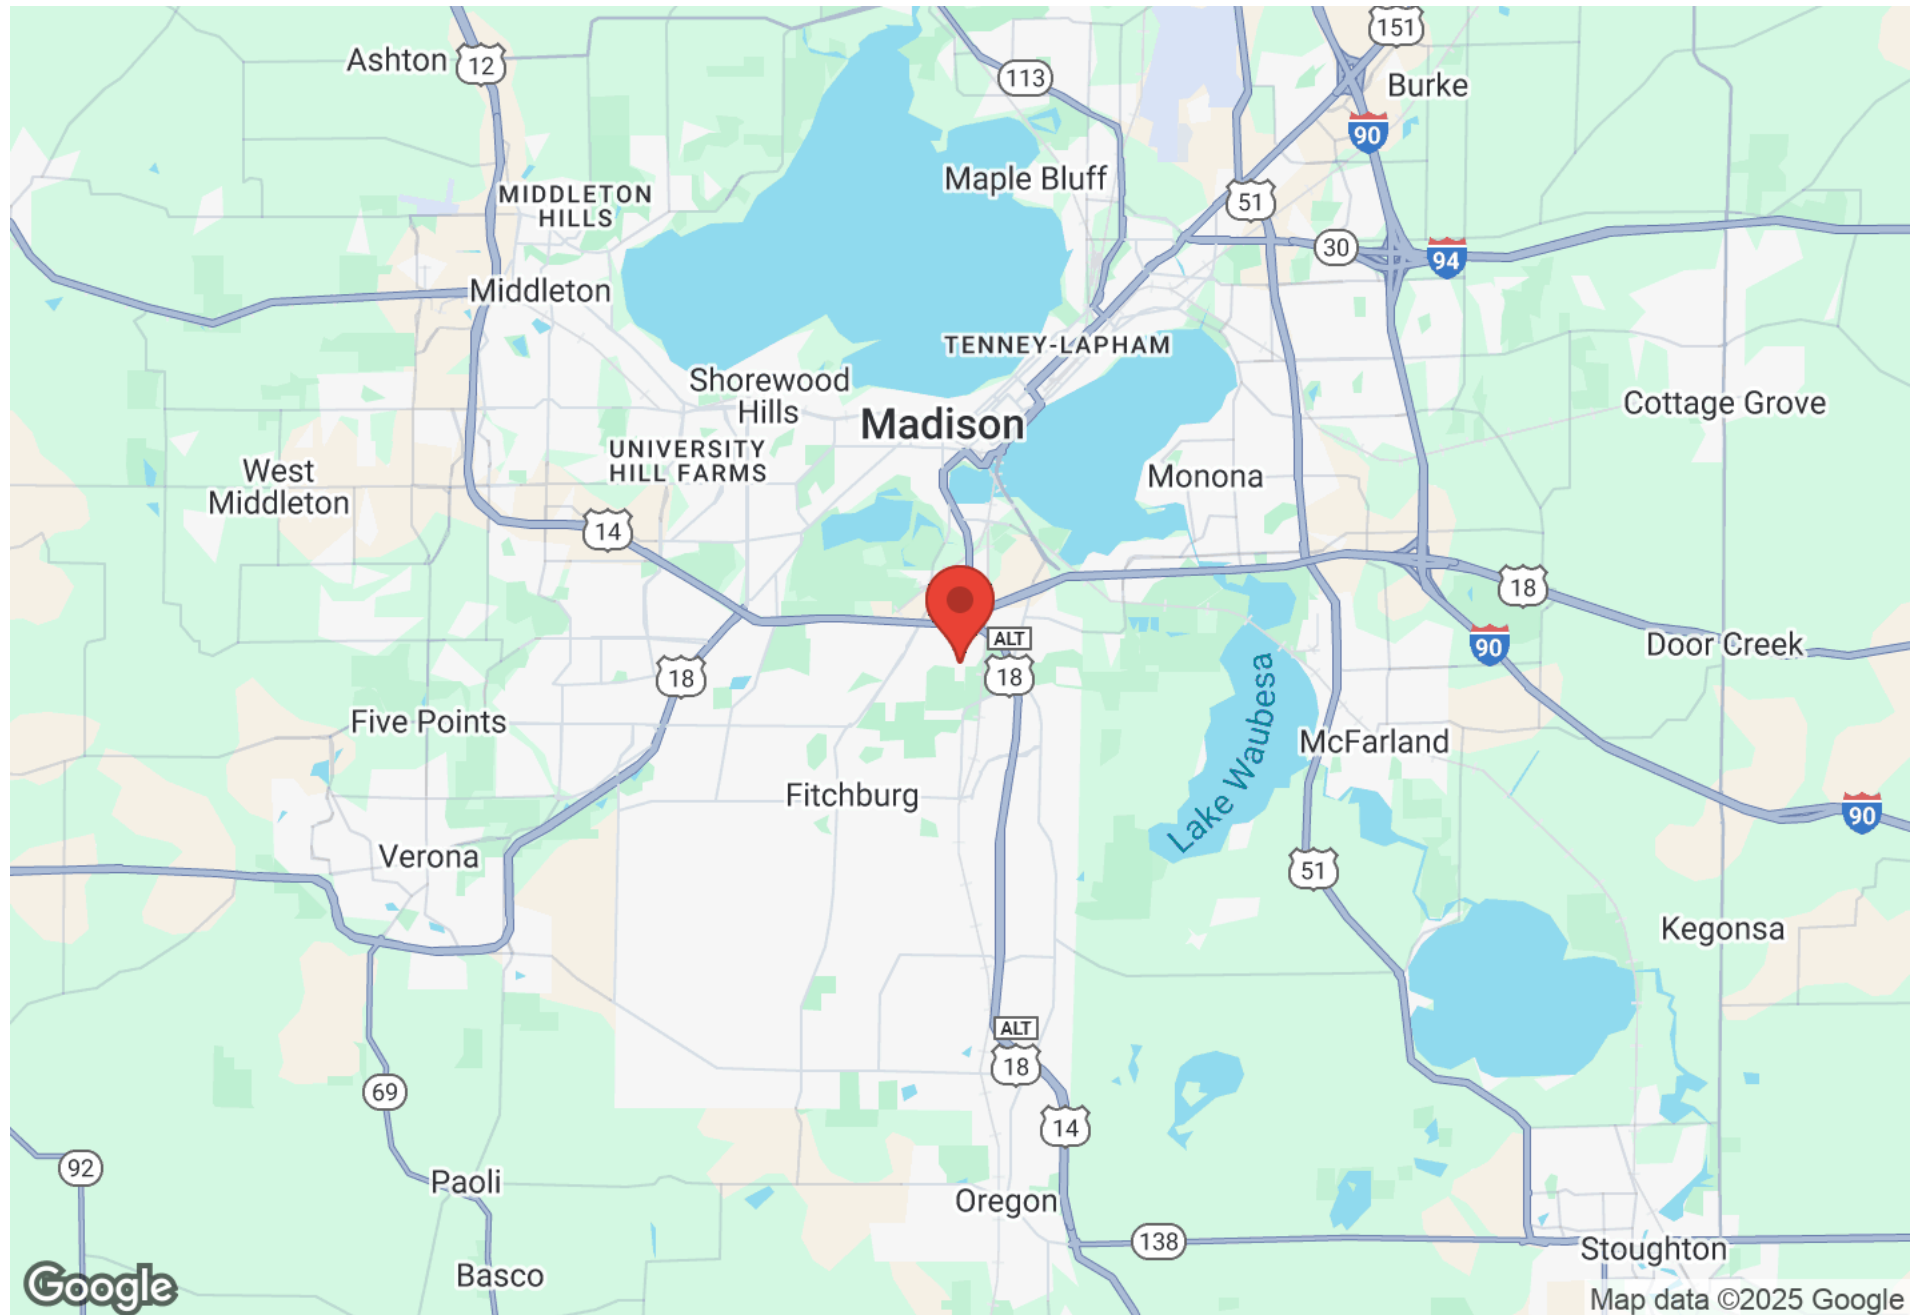 151
Ashton
12
113
Burke
90
Maple Bluff
MIDDLETON
HILLS
51
30
94
Middleton
TENNEY-LAPHAM
Shorewood
Hills
Madison
Cottage Grove
UNIVERSITY
HILL FARMS
West
Middleton
Monona
14
18
ALT
18
18
90
Door Creek
Five Points
Lake Waubesa
McFarland
Fitchburg
90
Verona
51
Kegonsa
ALT
18
69
14
92
Paoli
Oregon
138
Stoughton
Basco
Google
Map data ©2025 Google